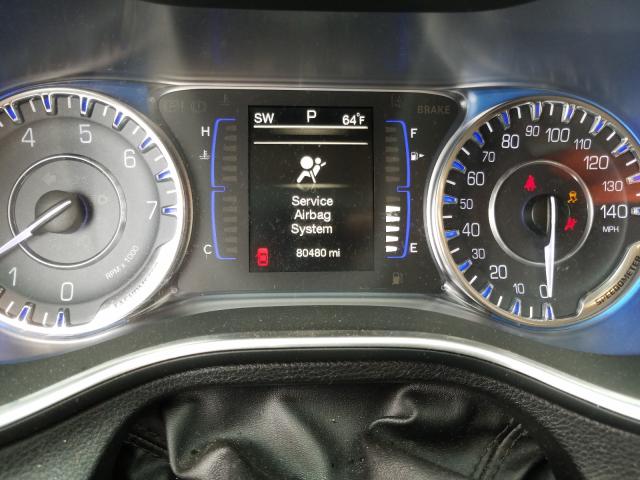 SW P 64°F
BRAKE
H
F
C
E
Service
Airbag
System
80480 mi
0 1 4 5 6 7
RPM x 1000
0 10 20 30 40 50 60 70 80 90 100 110 120 130 140
MPH
SPEEDOMETER